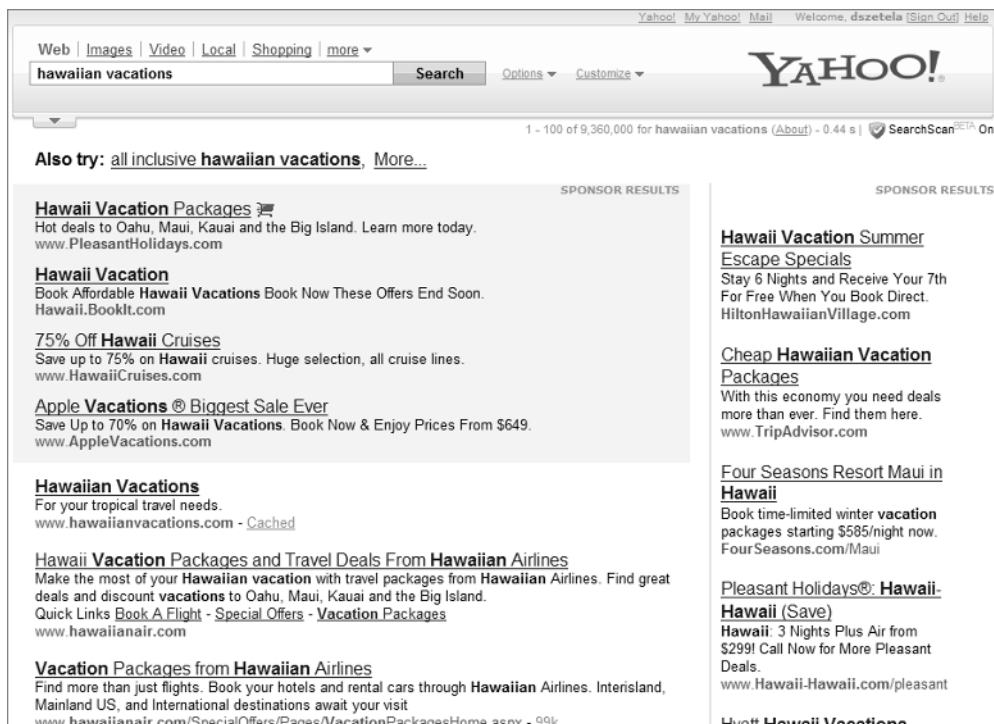 Yahoo! My Yahoo! Mail Welcome, dszetela [Sign Out] Help
Web | Images | Video | Local | Shopping | more
hawaiian vacations Search Options Customize
YAHOO!®
1 - 100 of 9,360,000 for hawaiian vacations (About) - 0.44 s | SearchScan BETA On
Also try: all inclusive hawaiian vacations, More...
SPONSOR RESULTS
Hawaii Vacation Packages
Hot deals to Oahu, Maui, Kauai and the Big Island. Learn more today.
www.PleasantHolidays.com
Hawaii Vacation
Book Affordable Hawaii Vacations Book Now These Offers End Soon.
Hawaii.BookIt.com
75% Off Hawaii Cruises
Save up to 75% on Hawaii cruises. Huge selection, all cruise lines.
www.HawaiiCruises.com
Apple Vacations ® Biggest Sale Ever
Save Up to 70% on Hawaii Vacations. Book Now & Enjoy Prices From $649.
www.AppleVacations.com
Hawaiian Vacations
For your tropical travel needs.
www.hawaiianvacations.com - Cached
Hawaii Vacation Packages and Travel Deals From Hawaiian Airlines
Make the most of your Hawaiian vacation with travel packages from Hawaiian Airlines. Find great
deals and discount vacations to Oahu, Maui, Kauai and the Big Island.
Quick Links Book A Flight - Special Offers - Vacation Packages
www.hawaiianair.com
Vacation Packages from Hawaiian Airlines
Find more than just flights. Book your hotels and rental cars through Hawaiian Airlines. Interisland,
Mainland US, and International destinations await your visit
www.hawaiianair.com/SpecialOffers/Pages/VacationPackagesHome.aspx - 99k
SPONSOR RESULTS
Hawaii Vacation Summer
Escape Specials
Stay 6 Nights and Receive Your 7th
For Free When You Book Direct.
HiltonHawaiianVillage.com
Cheap Hawaiian Vacation
Packages
With this economy you need deals
more than ever. Find them here.
www.TripAdvisor.com
Four Seasons Resort Maui in
Hawaii
Book time-limited winter vacation
packages starting $585/night now.
FourSeasons.com/Maui
Pleasant Holidays®: Hawaii-
Hawaii (Save)
Hawaii: 3 Nights Plus Air from
$299! Call Now for More Pleasant
Deals.
www.Hawaii-Hawaii.com/pleasant
Hyatt Hawaii Vacations